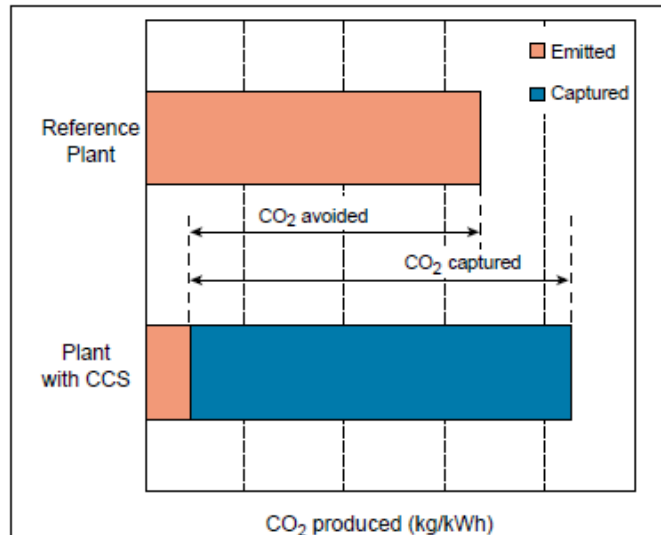 Emitted
Captured
Reference
Plant
CO₂ avoided
CO₂ captured
Plant
with CCS
CO₂ produced (kg/kWh)